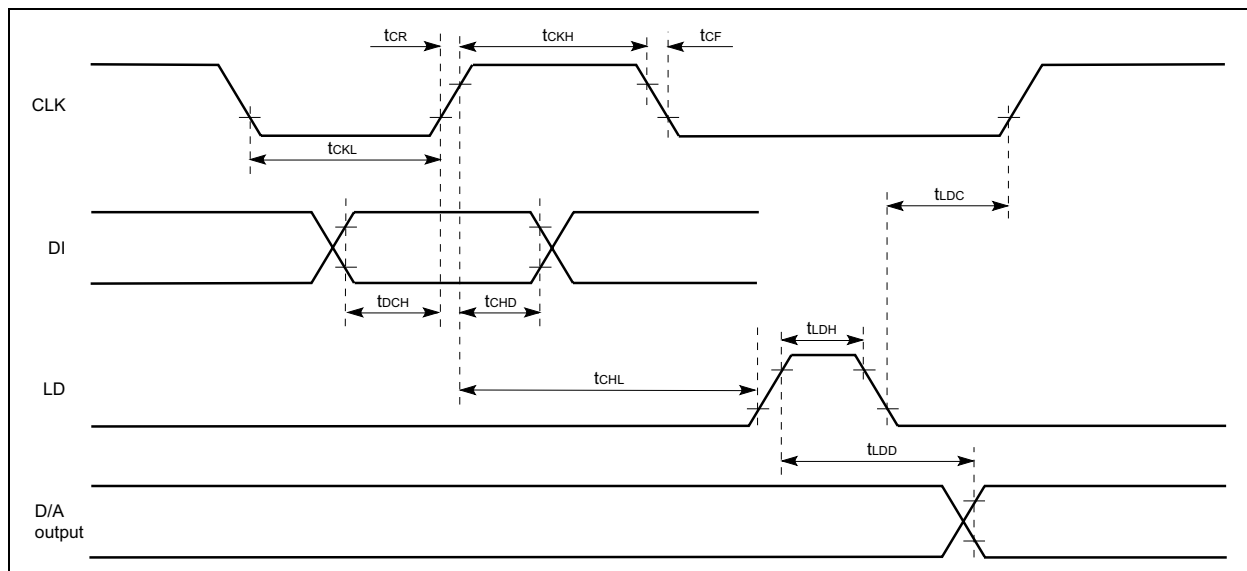 tCR
tCKH
tCF
CLK
tCKL
tLDC
DI
tDCH
tCHD
tLDH
tCHL
LD
tLDD
D/A
output